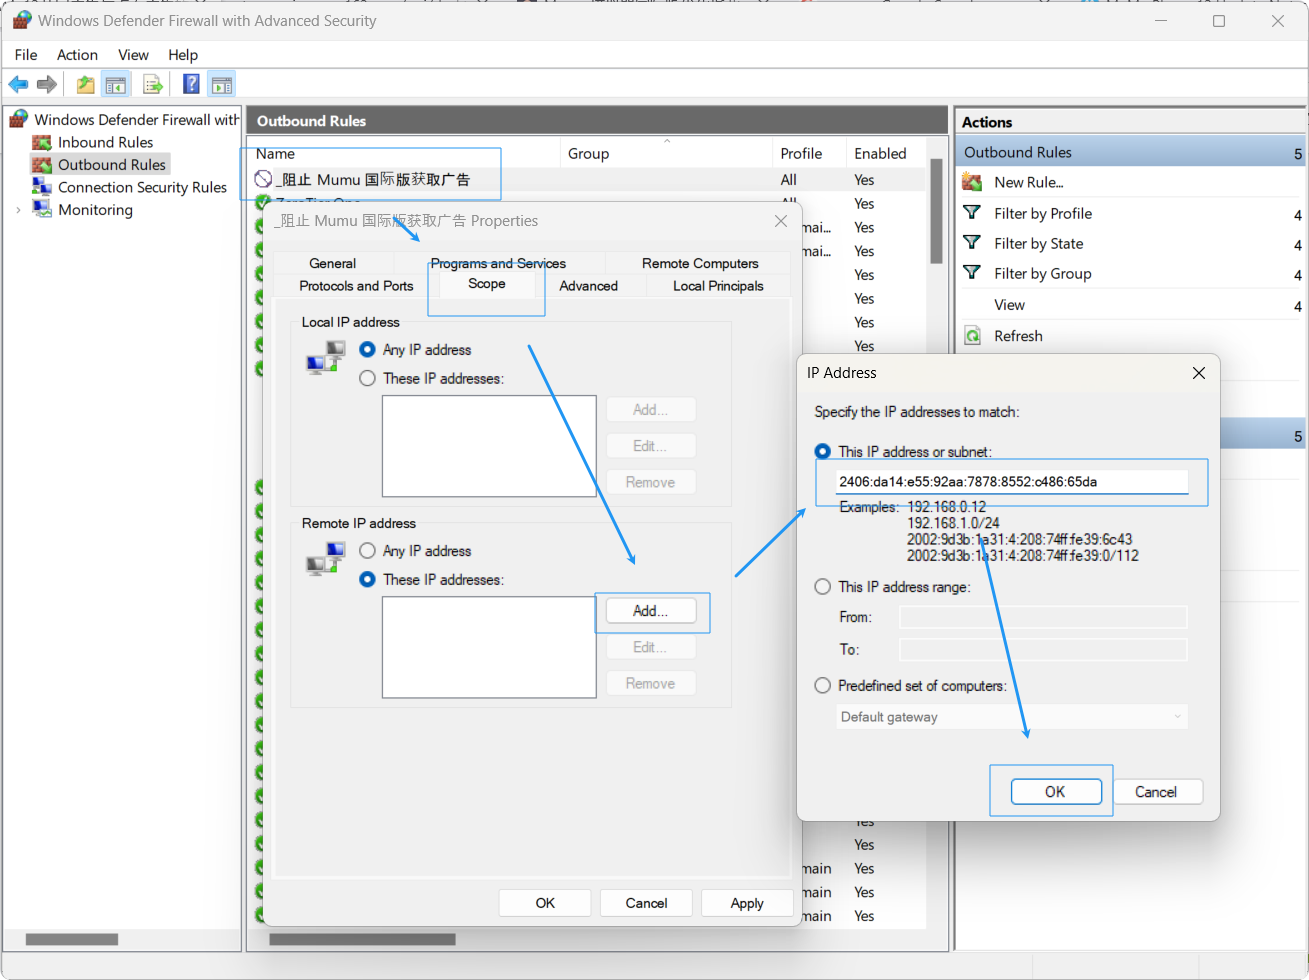 Windows Defender Firewall with Advanced Security
File Action View Help
Windows Defender Firewall with
Inbound Rules
Outbound Rules
Connection Security Rules
Monitoring
Outbound Rules
Name Group Profile Enabled
_阻止 Mumu 国际版获取广告 All Yes
ZeroTier One All Yes
mai... Yes
mai... Yes
Yes
Yes
Yes
Yes
_阻止 Mumu 国际版获取广告 Properties
General Programs and Services Remote Computers
Protocols and Ports Scope Advanced Local Principals
Local IP address
Any IP address
These IP addresses:
Add...
Edit...
Remove
Remote IP address
Any IP address
These IP addresses:
Add...
Edit...
Remove
OK Cancel Apply
Yes
Yes
main Yes
main Yes
main Yes
Actions
Outbound Rules 5
New Rule...
Filter by Profile 4
Filter by State 4
Filter by Group 4
View 4
Refresh
5
IP Address
Specify the IP addresses to match:
This IP address or subnet:
2406:da14:e55:92aa:7878:8552:c486:65da
Examples: 192.168.0.12
192.168.1.0/24
2002:9d3b:1a31:4:208:74ff:fe39:6c43
2002:9d3b:1a31:4:208:74ff:fe39:0/112
This IP address range:
From:
To:
Predefined set of computers:
Default gateway
OK Cancel